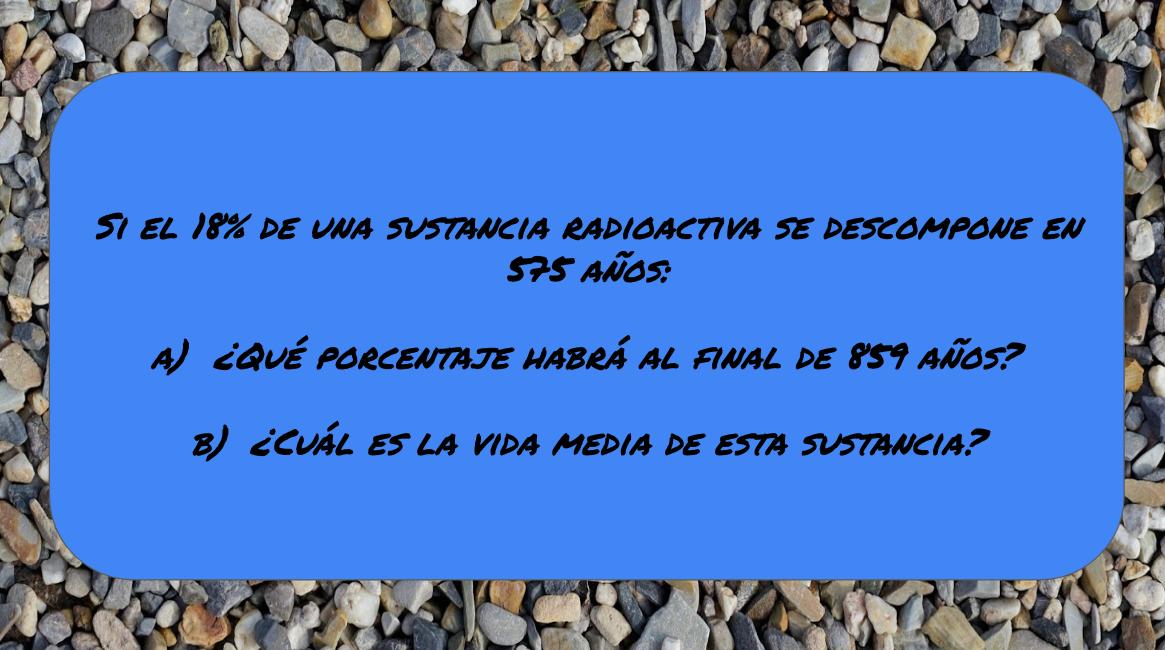 Si el 18% de una sustancia radioactiva se descompone en
575 años:
a) ¿Qué porcentaje habrá al final de 859 años?
b) ¿Cuál es la vida media de esta sustancia?